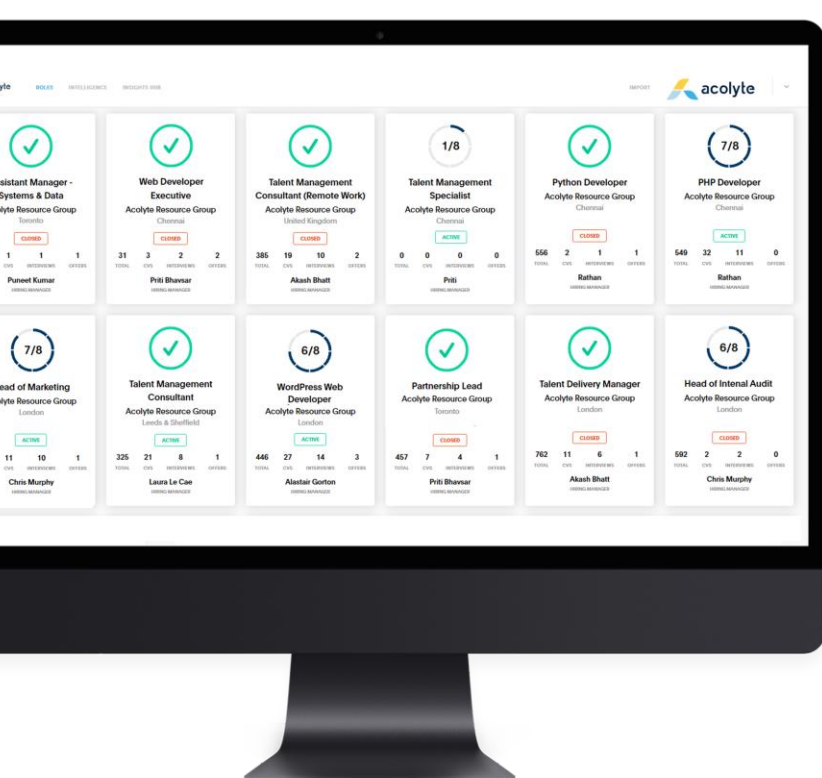 yte
ROLES INTELLIGENCE INSIGHTS HUB
IMPORT
acolyte
sistant Manager -
Systems & Data
olyte Resource Group
Toronto
CLOSED
1 1 1
CVS INTERVIEWS OFFERS
Puneet Kumar
HIRING MANAGER
Web Developer
Executive
Acolyte Resource Group
Chennai
CLOSED
31 3 2 2
TOTAL CVS INTERVIEWS OFFERS
Priti Bhavsar
HIRING MANAGER
Talent Management
Consultant (Remote Work)
Acolyte Resource Group
United Kingdom
CLOSED
385 19 10 2
TOTAL CVS INTERVIEWS OFFERS
Akash Bhatt
HIRING MANAGER
1/8
Talent Management
Specialist
Acolyte Resource Group
Chennai
ACTIVE
0 0 0 0
TOTAL CVS INTERVIEWS OFFERS
Priti
HIRING MANAGER
Python Developer
Acolyte Resource Group
Chennai
CLOSED
556 2 1 1
TOTAL CVS INTERVIEWS OFFERS
Rathan
HIRING MANAGER
7/8
PHP Developer
Acolyte Resource Group
Chennai
ACTIVE
549 32 11 0
TOTAL CVS INTERVIEWS OFFERS
Rathan
HIRING MANAGER
7/8
ead of Marketing
olyte Resource Group
London
ACTIVE
11 10 1
CVS INTERVIEWS OFFERS
Chris Murphy
HIRING MANAGER
Talent Management
Consultant
Acolyte Resource Group
Leeds & Sheffield
ACTIVE
325 21 8 1
TOTAL CVS INTERVIEWS OFFERS
Laura Le Cae
HIRING MANAGER
6/8
WordPress Web
Developer
Acolyte Resource Group
London
ACTIVE
446 27 14 3
TOTAL CVS INTERVIEWS OFFERS
Alastair Gorton
HIRING MANAGER
Partnership Lead
Acolyte Resource Group
Toronto
CLOSED
457 7 4 1
TOTAL CVS INTERVIEWS OFFERS
Priti Bhavsar
HIRING MANAGER
Talent Delivery Manager
Acolyte Resource Group
London
CLOSED
762 11 6 1
TOTAL CVS INTERVIEWS OFFERS
Akash Bhatt
HIRING MANAGER
6/8
Head of Intenal Audit
Acolyte Resource Group
London
CLOSED
592 2 2 0
TOTAL CVS INTERVIEWS OFFERS
Chris Murphy
HIRING MANAGER